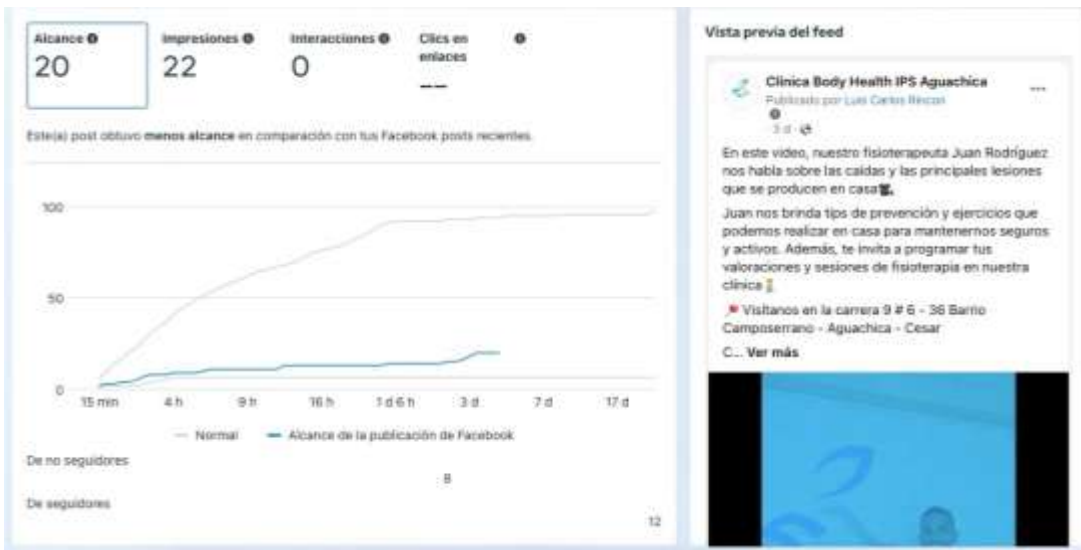 Alcance
20
Impresiones
22
Interacciones
0
Clics en
enlaces
--
Este(a) post obtuvo menos alcance en comparación con tus Facebook posts recientes.
100
50
0
15 min
4 h
9 h
16 h
1 d 6 h
3 d
7 d
17 d
Normal
Alcance de la publicación de Facebook
De no seguidores
8
De seguidores
12
Vista previa del feed
Clínica Body Health IPS Aguachica
Publicado por Luis Carlos Rincon
3 d ·
En este video, nuestro fisioterapeuta Juan Rodríguez
nos habla sobre las caídas y las principales lesiones
que se producen en casa
Juan nos brinda tips de prevención y ejercicios que
podemos realizar en casa para mantenernos seguros
y activos. Además, te invita a programar tus
valoraciones y sesiones de fisioterapia en nuestra
clínica
Visítanos en la carrera 9 # 6 - 36 Barrio
Camposerrano - Aguachica - Cesar
C... Ver más